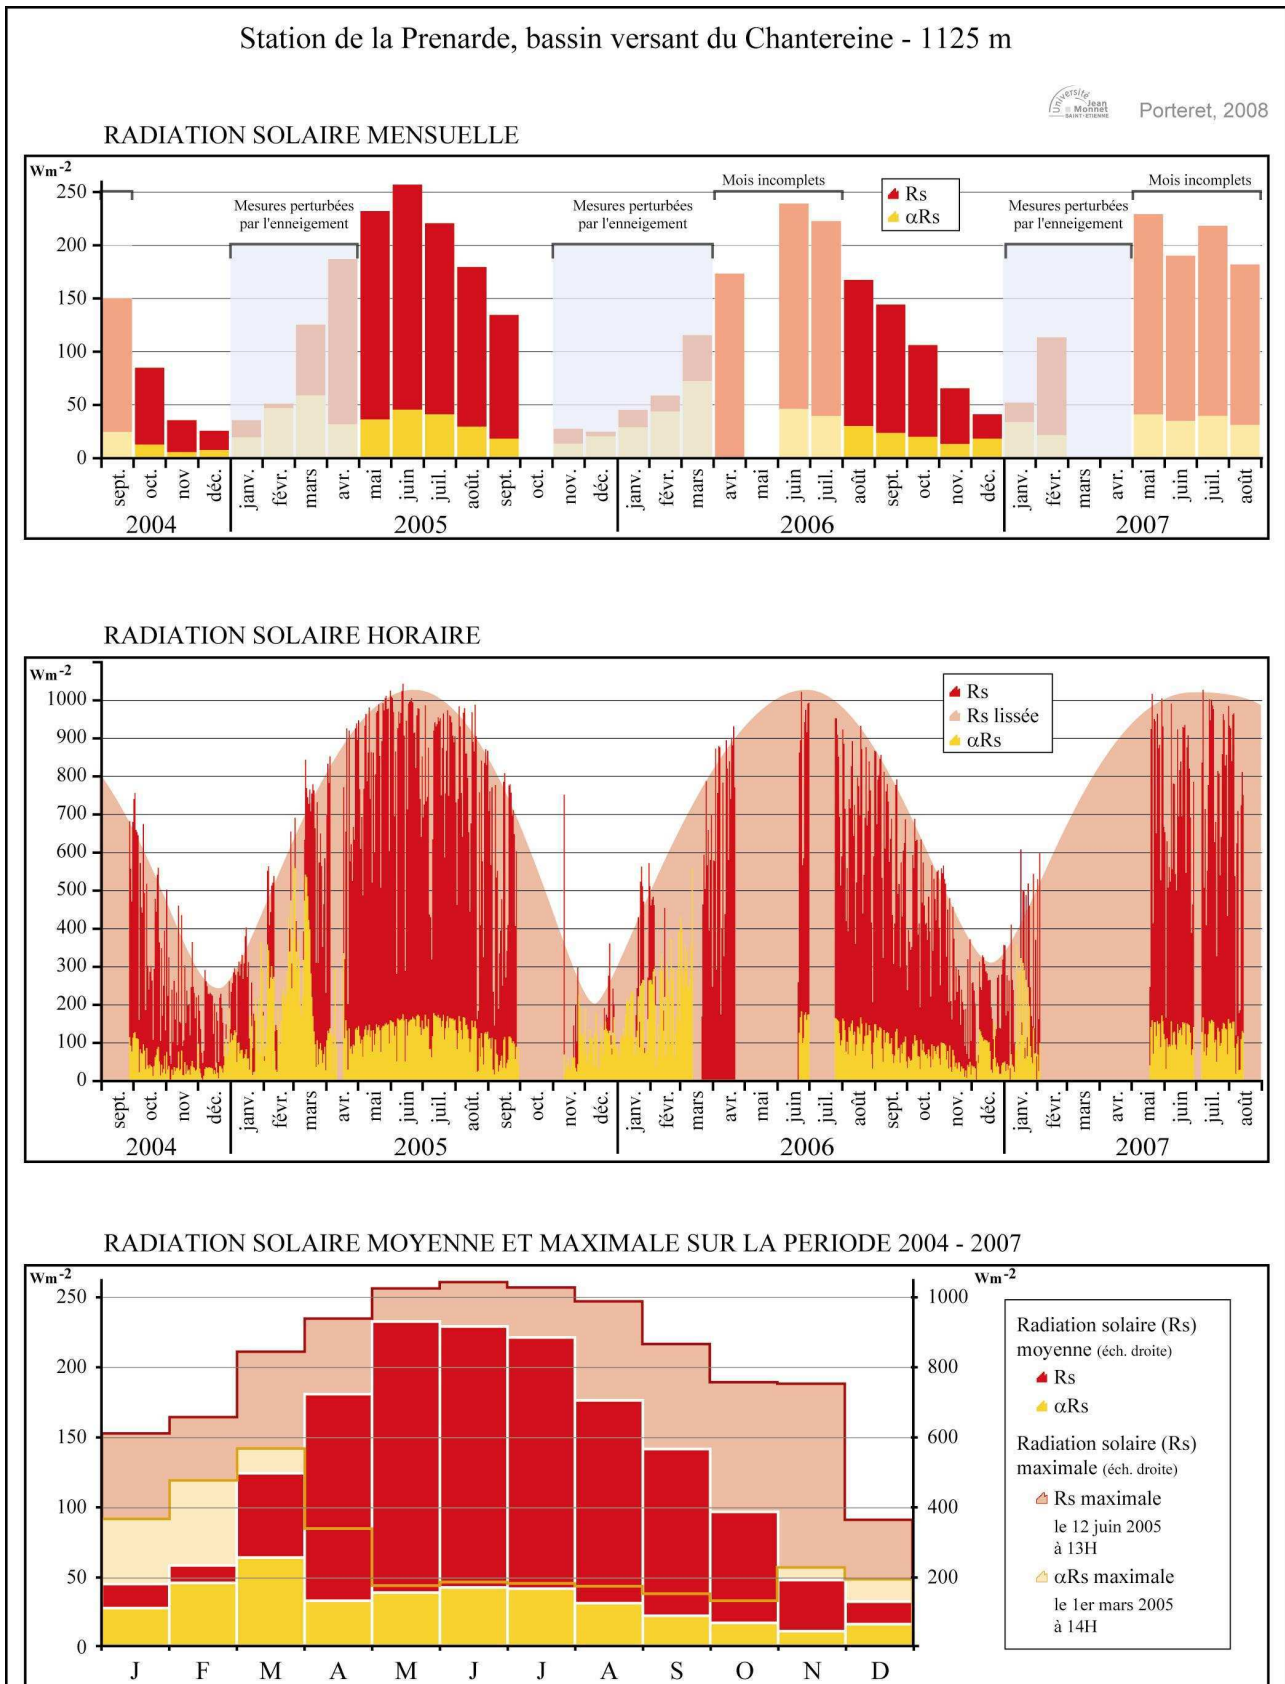 Station de la Prenarde, bassin versant du Chantereine - 1125 m
Université
Jean
Monnet
SAINT-ETIENNE
Porteret, 2008
RADIATION SOLAIRE MENSUELLE
Wm-2
250
200
150
100
50
0
Mesures perturbées
par l'enneigement
Mesures perturbées
par l'enneigement
Mois incomplets
Rs
αRs
Mesures perturbées
par l'enneigement
Mois incomplets
sept. oct. nov déc. janv. févr. mars avr. mai juin juil. août. sept. oct. nov. déc. janv. févr. mars avr. mai juin juil. août sept. oct. nov. déc. janv. févr. mars avr. mai juin juil. août
2004 2005 2006 2007
RADIATION SOLAIRE HORAIRE
Wm-2
1000
900
800
700
600
500
400
300
200
100
0
Rs
Rs lissée
αRs
sept. oct. nov déc. janv. févr. mars avr. mai juin juil. août. sept. oct. nov. déc. janv. févr. mars avr. mai juin juil. août sept. oct. nov. déc. janv. févr. mars avr. mai juin juil. août
2004 2005 2006 2007
RADIATION SOLAIRE MOYENNE ET MAXIMALE SUR LA PERIODE 2004 - 2007
Wm-2 Wm-2
250 1000
200 800
150 600
100 400
50 200
0
J F M A M J J A S O N D
Radiation solaire (Rs)
moyenne (éch. droite)
Rs
αRs
Radiation solaire (Rs)
maximale (éch. droite)
Rs maximale
le 12 juin 2005
à 13H
αRs maximale
le 1er mars 2005
à 14H